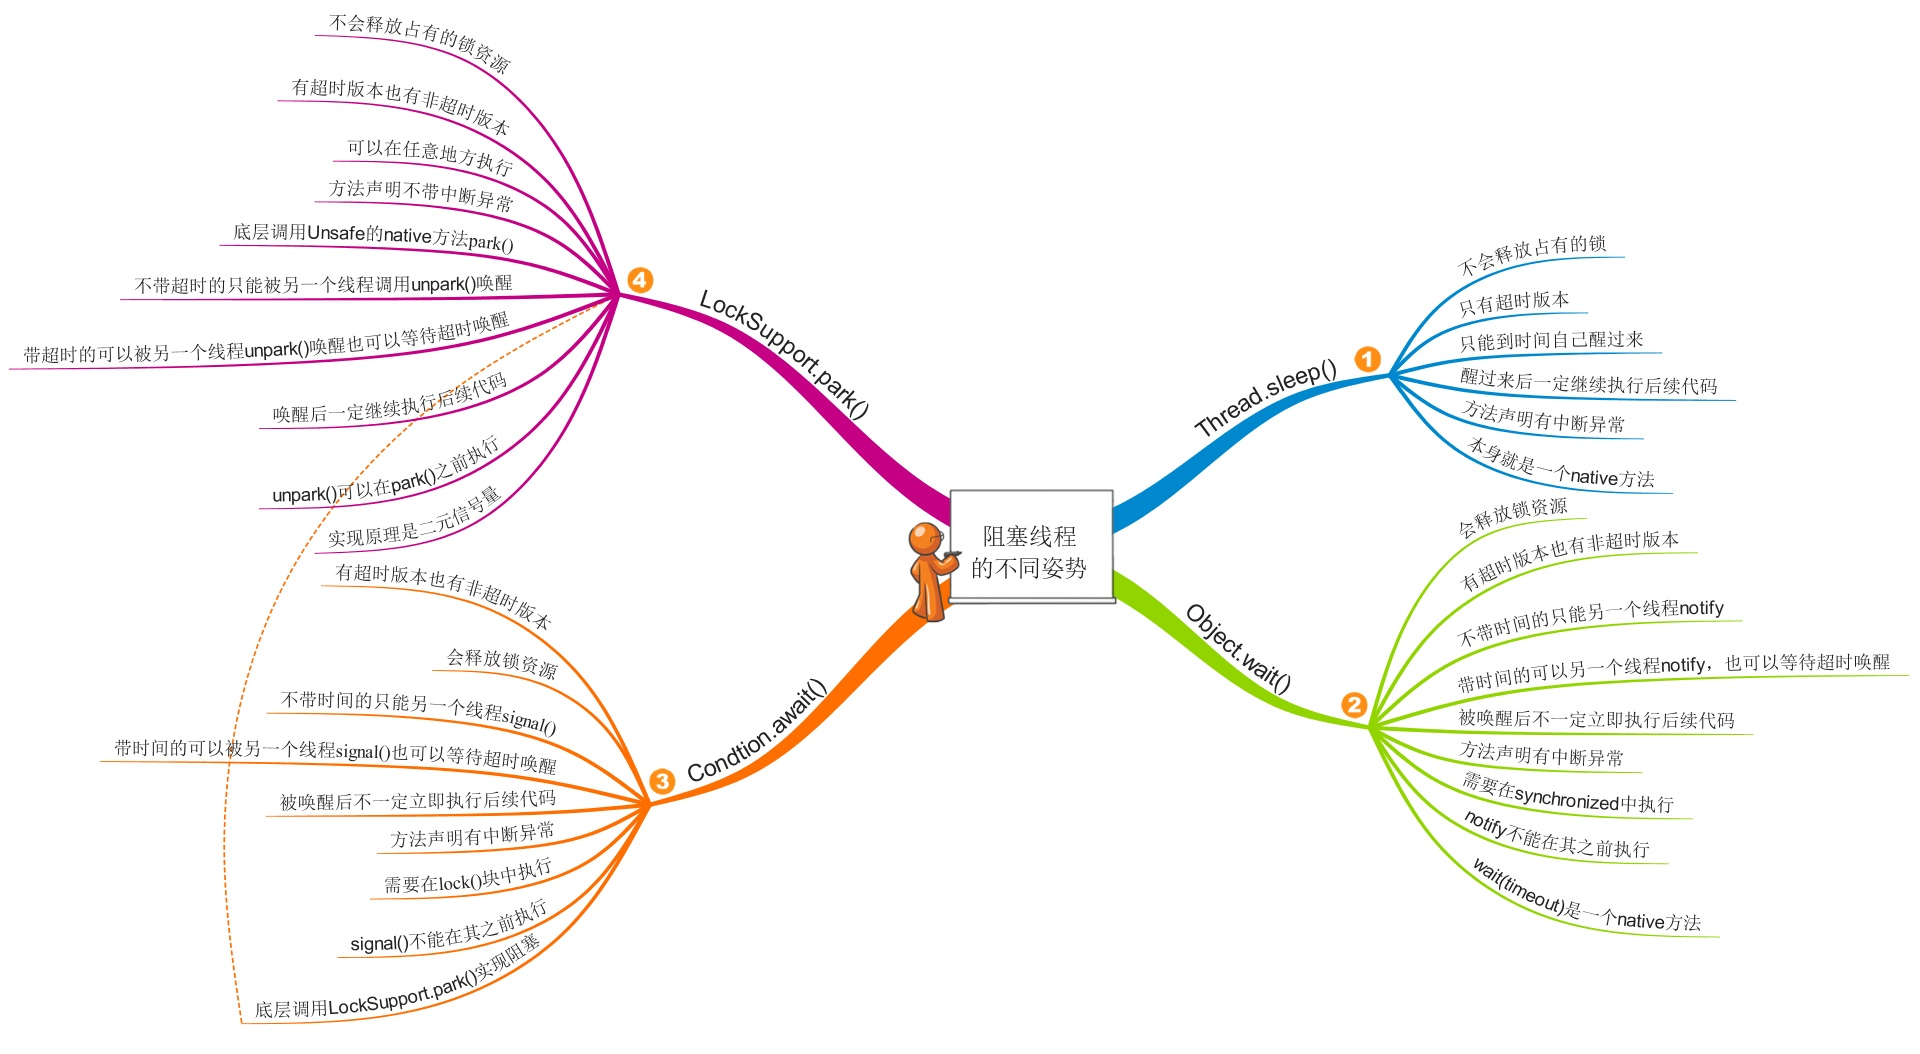 阻塞线程
的不同姿势
1
Thread.sleep()
不会释放占有的锁
只有超时版本
只能到时间自己醒过来
醒过来后一定继续执行后续代码
方法声明有中断异常
本身就是一个native方法
2
Object.wait()
会释放锁资源
有超时版本也有非超时版本
不带时间的只能另一个线程notify
带时间的可以另一个线程notify，也可以等待超时唤醒
被唤醒后不一定立即执行后续代码
方法声明有中断异常
需要在synchronized中执行
notify不能在其之前执行
wait(timeout)是一个native方法
3
Condtion.await()
有超时版本也有非超时版本
会释放锁资源
不带时间的只能另一个线程signal()
带时间的可以被另一个线程signal()也可以等待超时唤醒
被唤醒后不一定立即执行后续代码
方法声明有中断异常
需要在lock()块中执行
signal()不能在其之前执行
底层调用LockSupport.park()实现阻塞
4
LockSupport.park()
不会释放占有的锁资源
有超时版本也有非超时版本
可以在任意地方执行
方法声明不带中断异常
底层调用Unsafe的native方法park()
不带超时的只能被另一个线程调用unpark()唤醒
带超时的可以被另一个线程unpark()唤醒也可以等待超时唤醒
唤醒后一定继续执行后续代码
unpark()可以在park()之前执行
实现原理是二元信号量